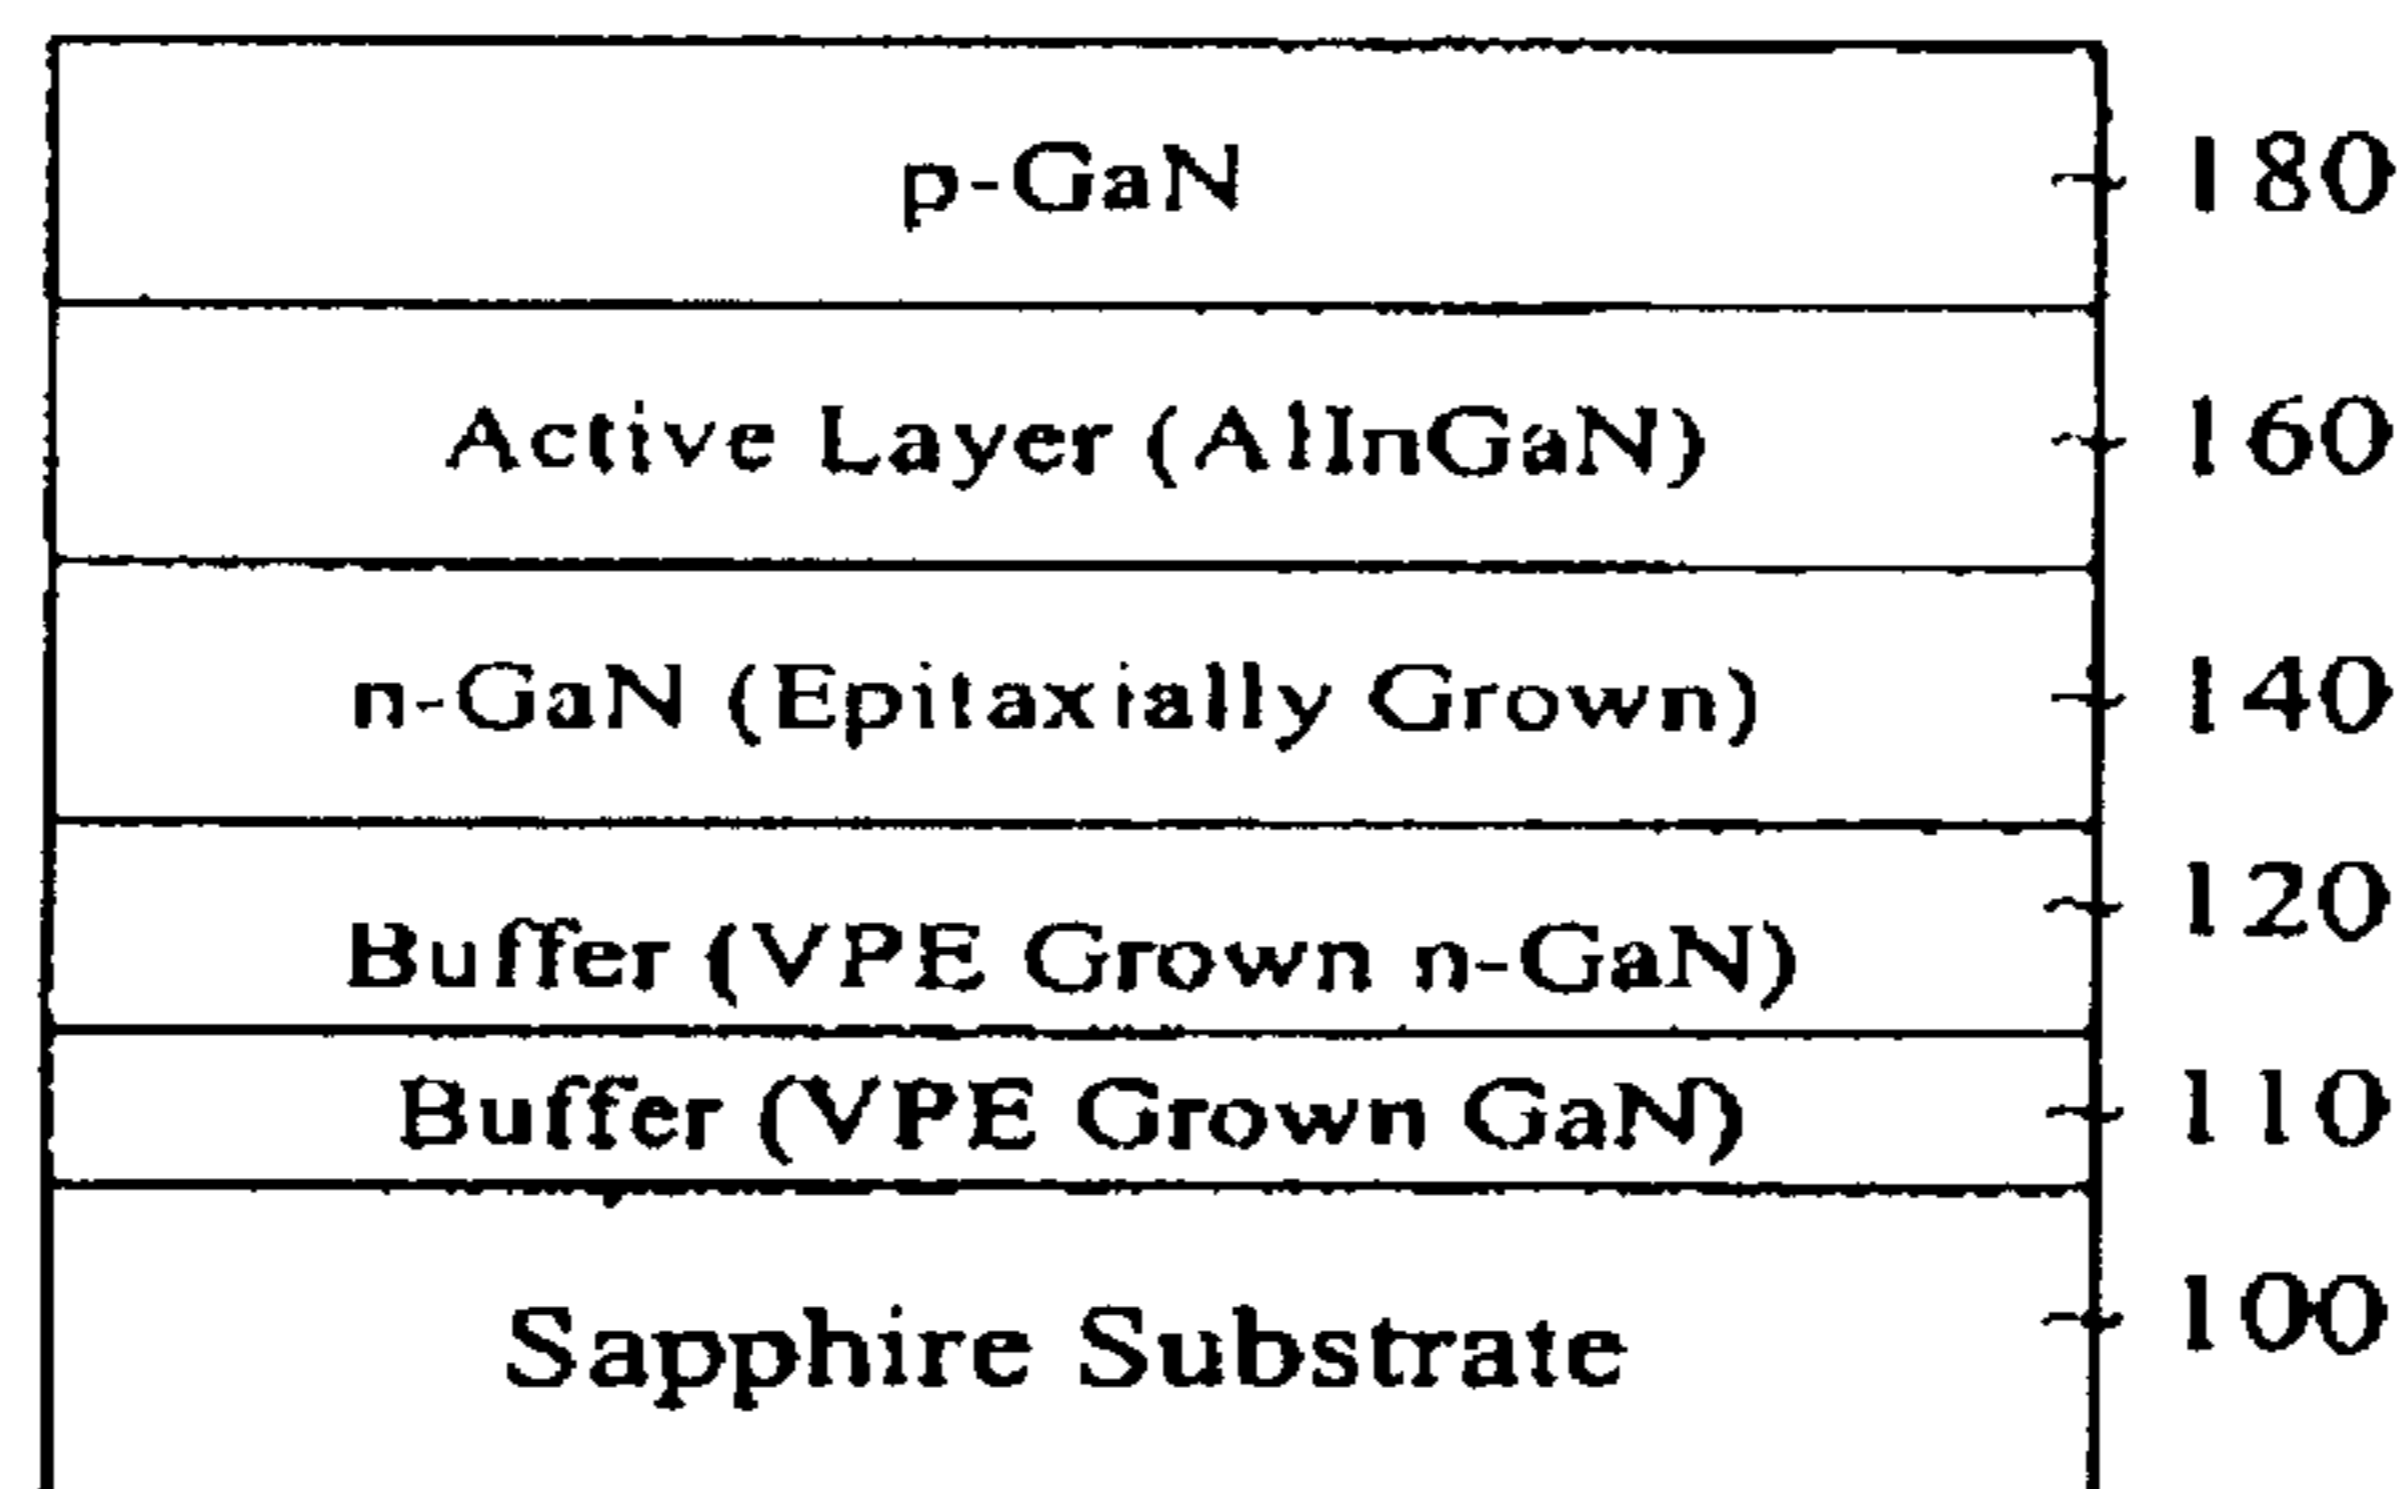 p-GaN 180
Active Layer (AlInGaN) 160
n-GaN (Epitaxially Grown) 140
Buffer (VPE Grown n-GaN) 120
Buffer (VPE Grown GaN) 110
Sapphire Substrate 100